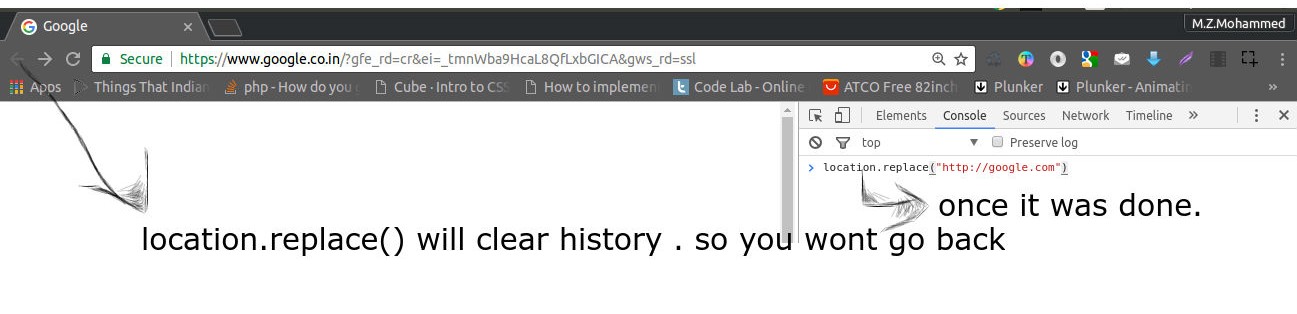 Google
M.Z.Mohammed
Secure https://www.google.co.in/?gfe_rd=cr&ei=_tmnWba9HcaL8QfLxbGICA&gws_rd=ssl
Apps Things That Indian php - How do you Cube · Intro to CSS How to implemen Code Lab - Online ATCO Free 82inch Plunker Plunker - Animatin »
Elements Console Sources Network Timeline »
top Preserve log
> location.replace("http://google.com")
once it was done.
location.replace() will clear history . so you wont go back